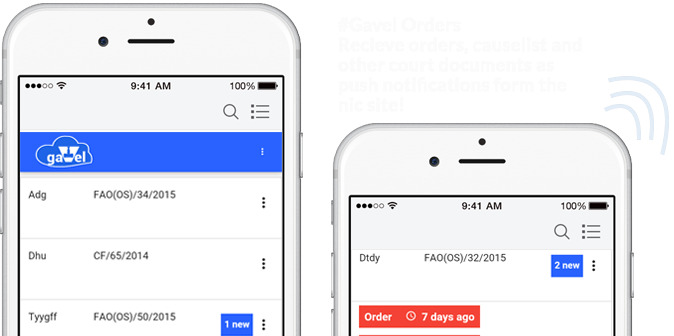 #Gavel Orders
Recieve orders, causelist and
other court documents as
push notifications form the
nic site!
9:41 AM 100%
gavel
Adg FAO(OS)/34/2015
Dhu CF/65/2014
Tyygff FAO(OS)/50/2015
1 new
9:41 AM 100%
Dtdy FAO(OS)/32/2015
2 new
Order 7 days ago